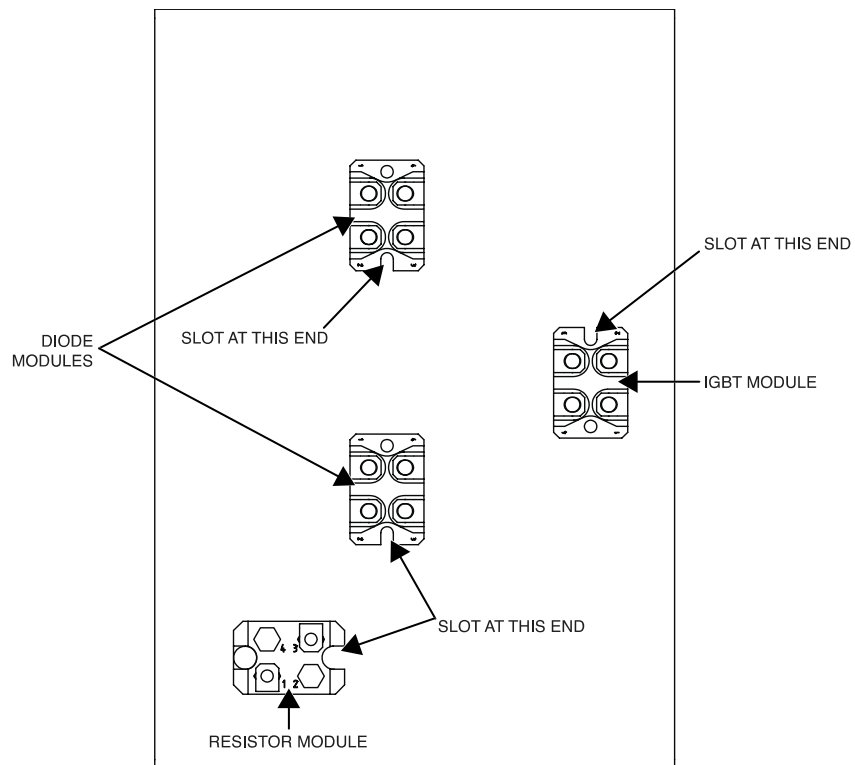 SLOT AT THIS END
DIODE
MODULES
SLOT AT THIS END
IGBT MODULE
SLOT AT THIS END
4 3
1 2
RESISTOR MODULE